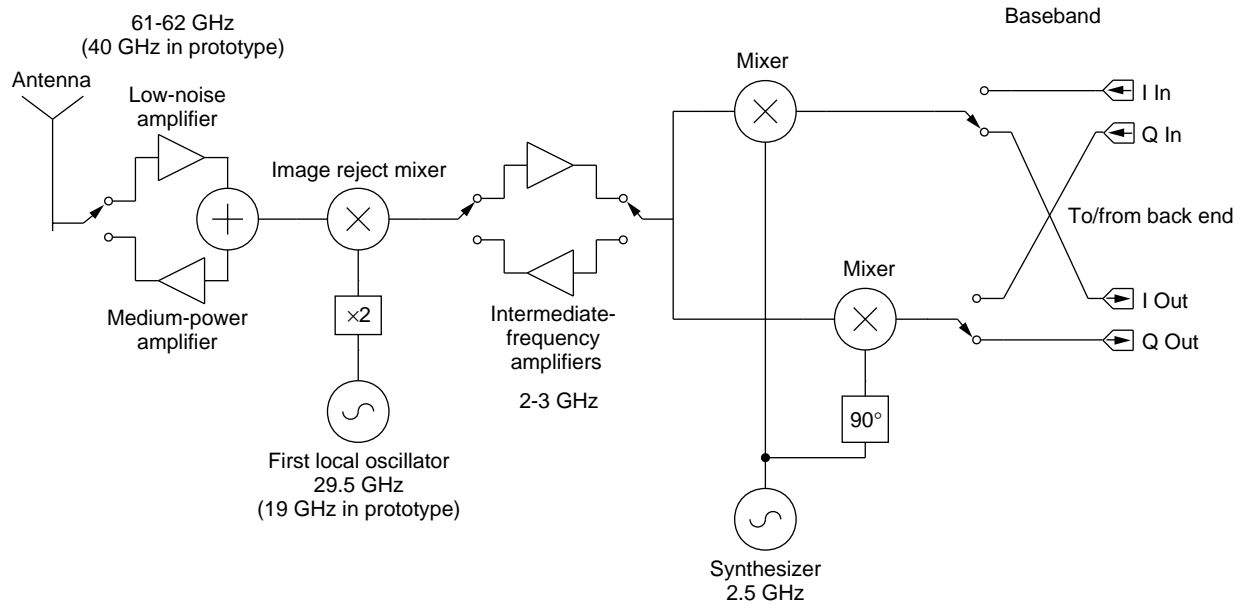 61-62 GHz
(40 GHz in prototype)
Baseband
Antenna
Low-noise
amplifier
Mixer
I In
Q In
Image reject mixer
To/from back end
Medium-power
amplifier
×2
Intermediate-
frequency
amplifiers
2-3 GHz
Mixer
I Out
Q Out
90°
First local oscillator
29.5 GHz
(19 GHz in prototype)
Synthesizer
2.5 GHz